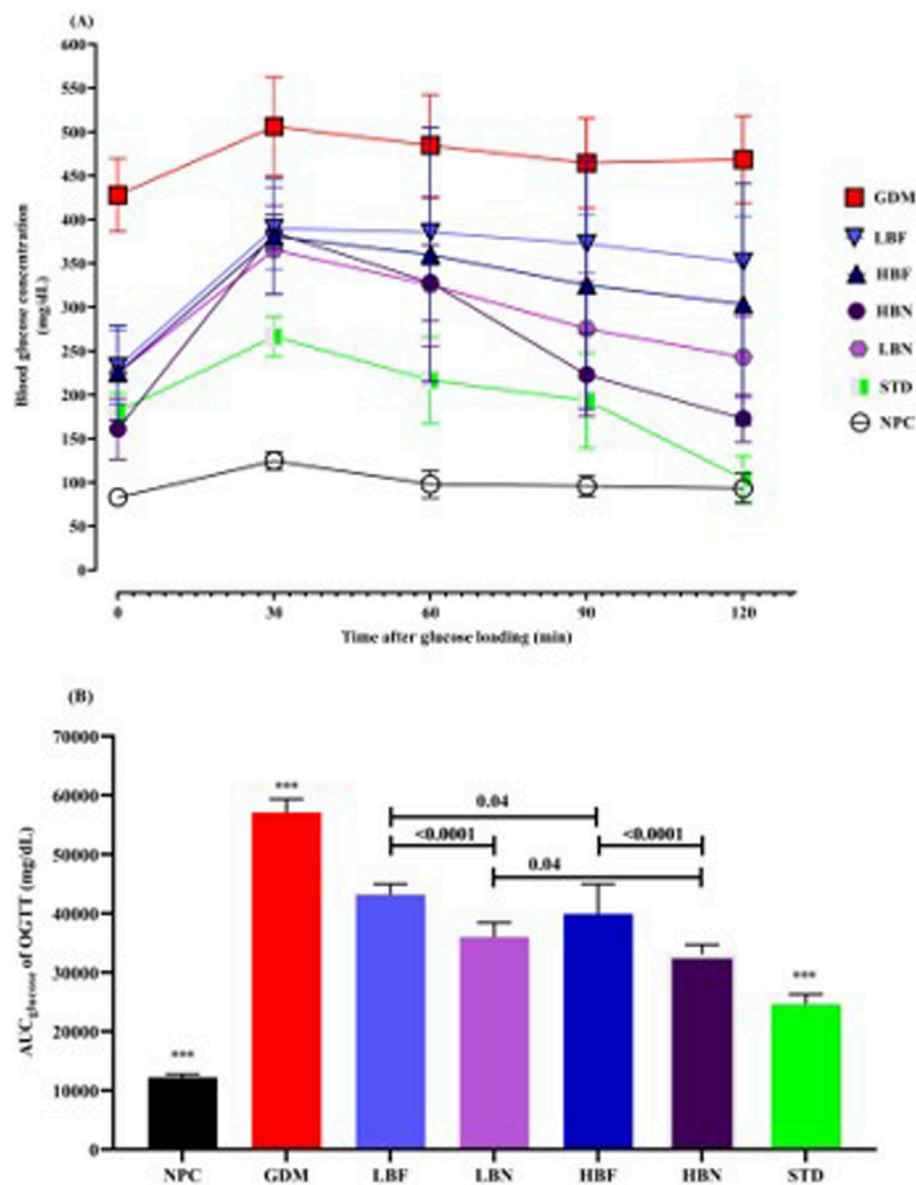 (A)
600
550
500
450
400
350
300
250
200
150
100
50
0
Blood glucose concentration
(mg/dL)
0 30 60 90 120
Time after glucose loading (min)
GDM
LBF
HBF
HBN
LBN
STD
NPC
(B)
70000
60000
50000
40000
30000
20000
10000
0
AUCglucose of OGTT (mg/dL)
***
***
0.04
<0.0001
<0.0001
0.04
***
NPC GDM LBF LBN HBF HBN STD